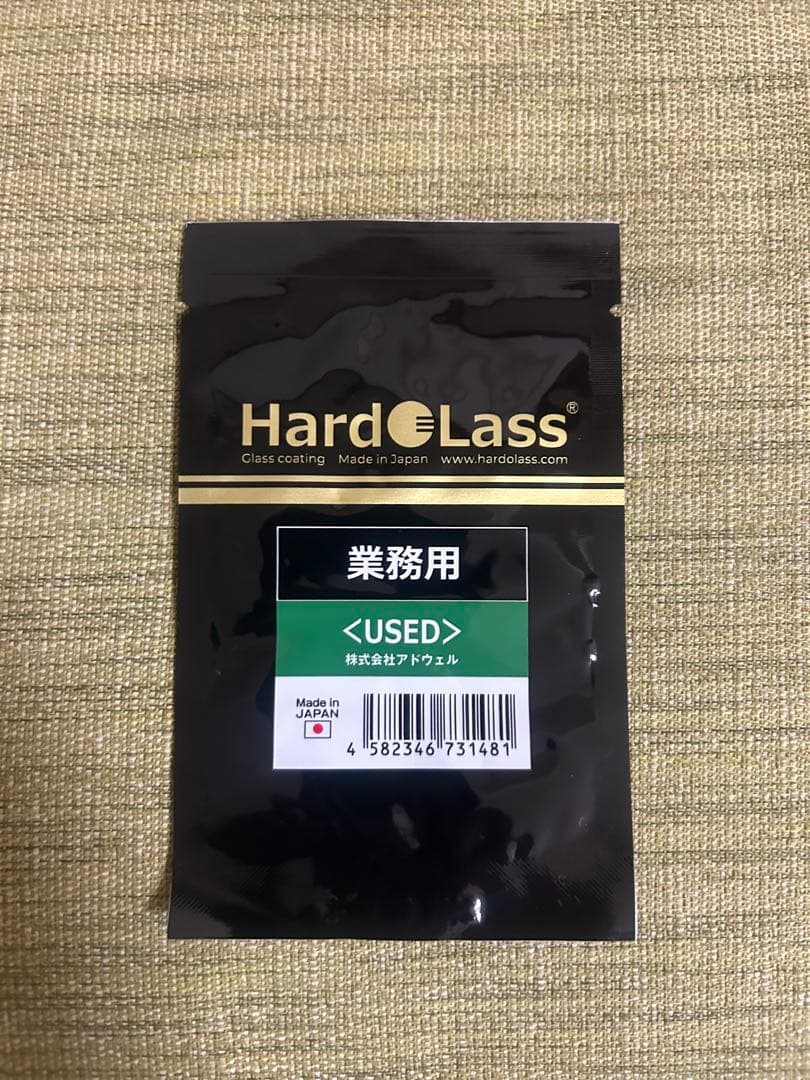 HardOLass®
Glass coating Made in Japan www.hardolass.com
業務用
<USED>
株式会社アドウェル
Made in
JAPAN
4 582346 731481